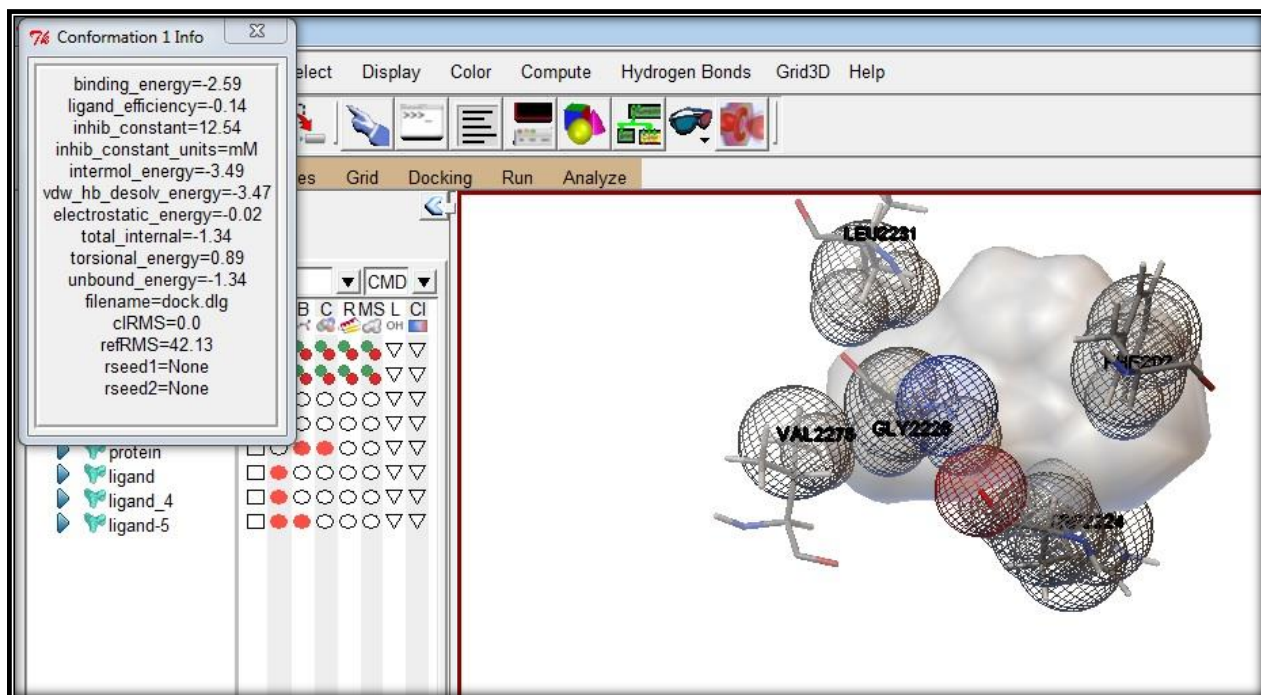 Conformation 1 Info
binding_energy=-2.59
ligand_efficiency=-0.14
inhib_constant=12.54
inhib_constant_units=mM
intermol_energy=-3.49
vdw_hb_desolv_energy=-3.47
electrostatic_energy=-0.02
total_internal=-1.34
torsional_energy=0.89
unbound_energy=-1.34
filename=dock.dlg
clRMS=0.0
refRMS=42.13
rseed1=None
rseed2=None
elect Display Color Compute Hydrogen Bonds Grid3D Help
es Grid Docking Run Analyze
CMD
B C R MS L Cl
OH
protein
ligand
ligand_4
ligand-5
LEU2231
VAL2278